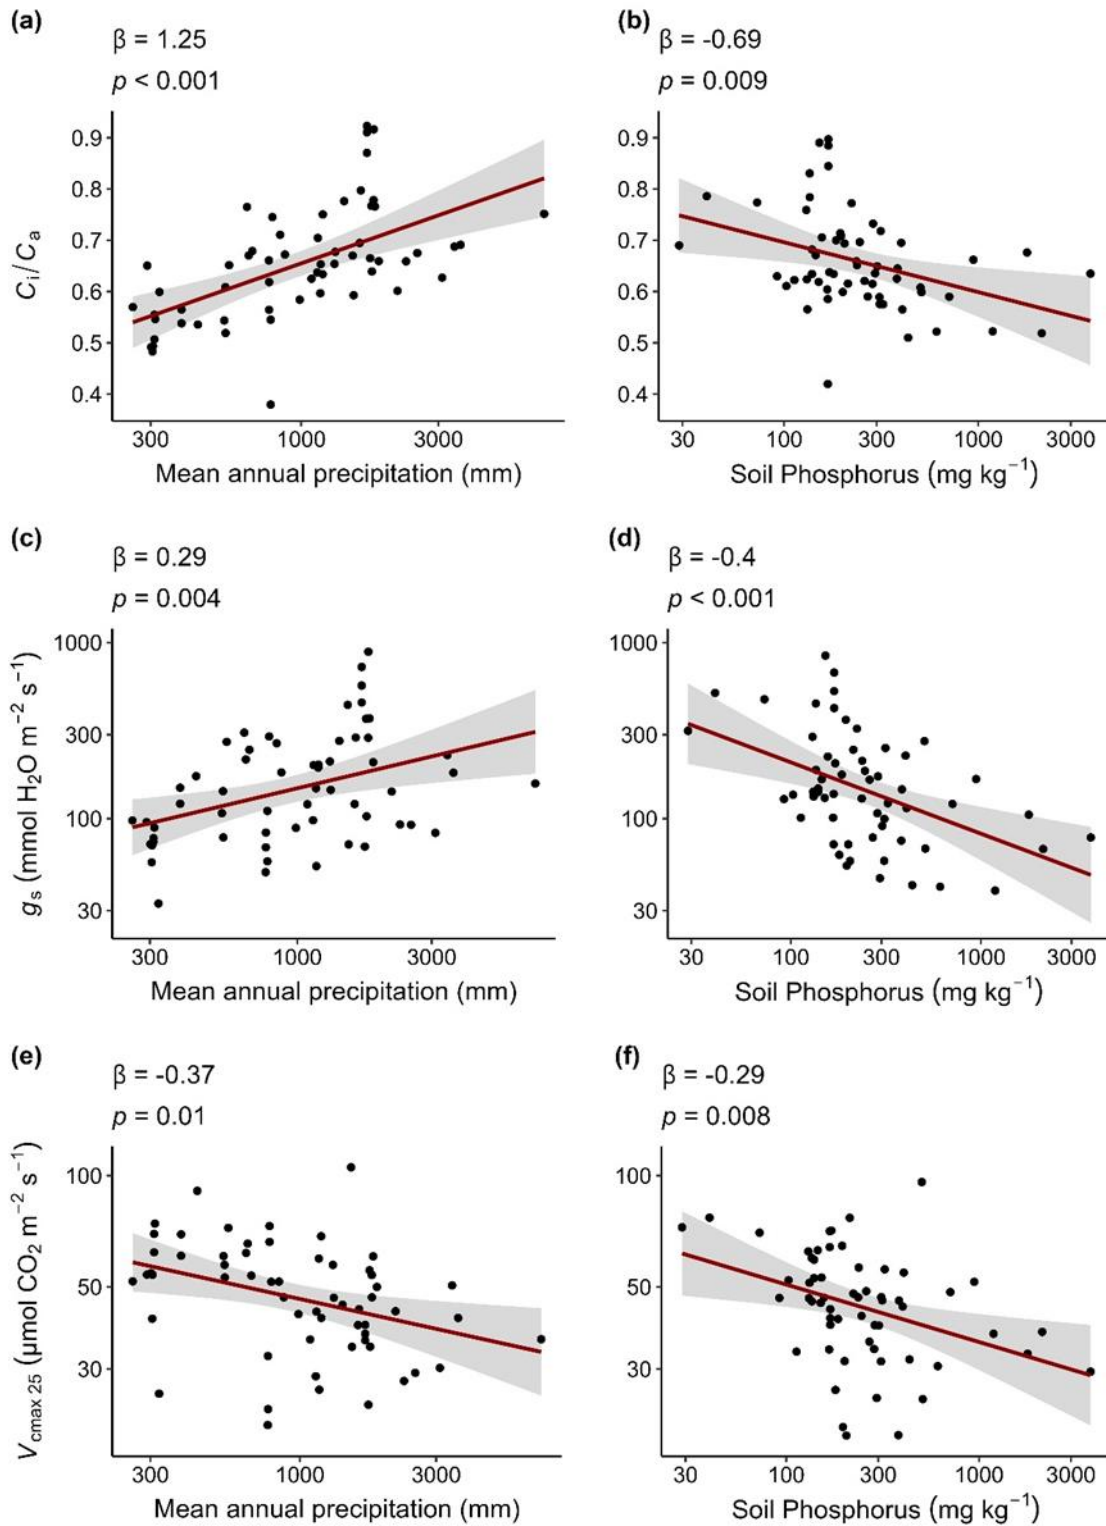 (a)
β = 1.25
p < 0.001
Ci/Ca
0.9
0.8
0.7
0.6
0.5
0.4
300 1000 3000
Mean annual precipitation (mm)
(b)
β = -0.69
p = 0.009
0.9
0.8
0.7
0.6
0.5
0.4
30 100 300 1000 3000
Soil Phosphorus (mg kg⁻¹)
(c)
β = 0.29
p = 0.004
gs (mmol H₂O m⁻² s⁻¹)
1000
300
100
30
300 1000 3000
Mean annual precipitation (mm)
(d)
β = -0.4
p < 0.001
1000
300
100
30
30 100 300 1000 3000
Soil Phosphorus (mg kg⁻¹)
(e)
β = -0.37
p = 0.01
Vcmax 25 (μmol CO₂ m⁻² s⁻¹)
100
50
30
300 1000 3000
Mean annual precipitation (mm)
(f)
β = -0.29
p = 0.008
100
50
30
30 100 300 1000 3000
Soil Phosphorus (mg kg⁻¹)